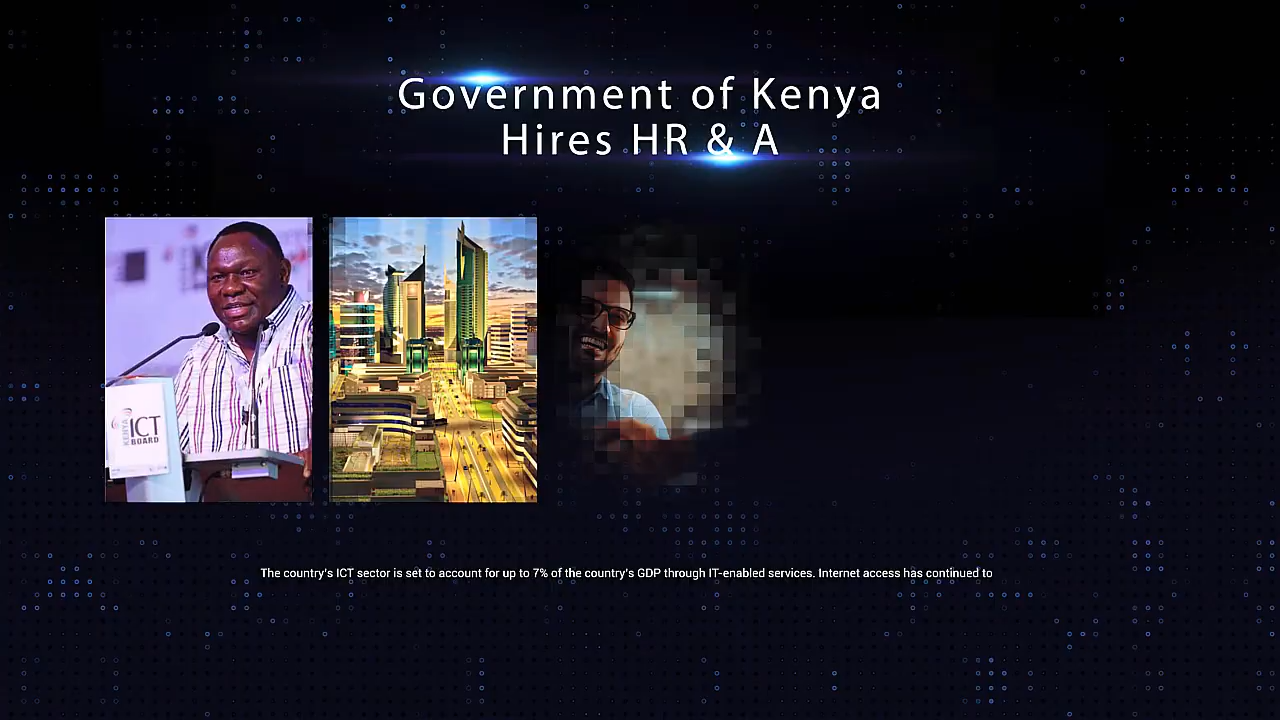 Government of Kenya
Hires HR & A
KENYA
ICT
BOARD
The country's ICT sector is set to account for up to 7% of the country's GDP through IT-enabled services. Internet access has continued to